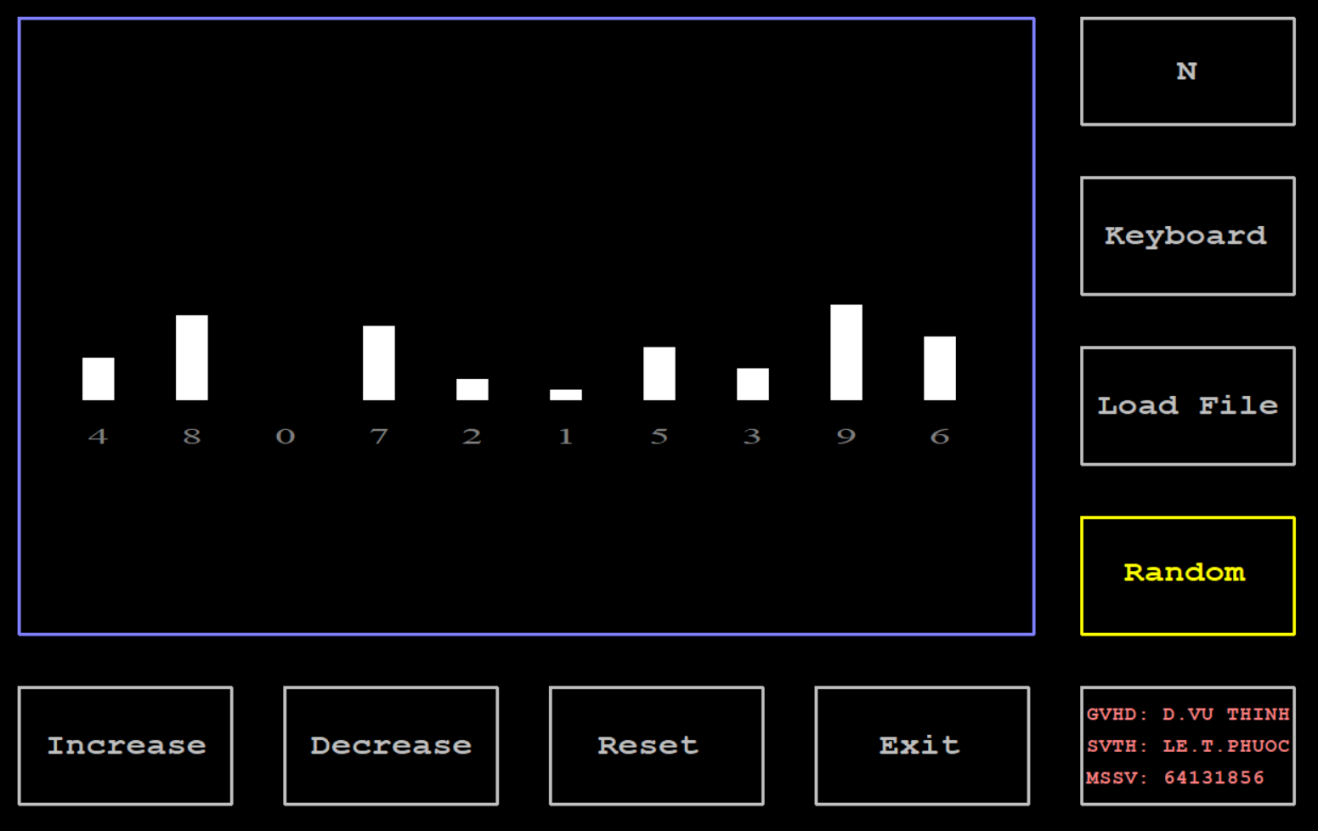 N
Keyboard
Load File
4 8 0 7 2 1 5 3 9 6
Random
Increase
Decrease
Reset
Exit
GVHD: D.VU THINH
SVTH: LE.T.PHUOC
MSSV: 64131856